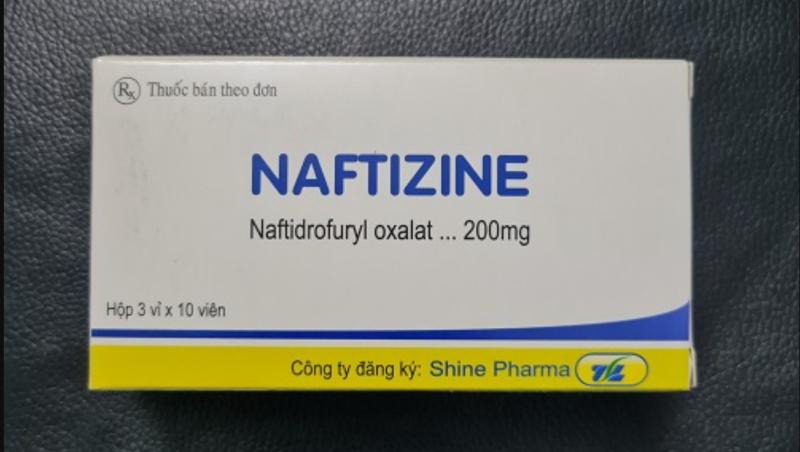 Rx Thuốc bán theo đơn
NAFTIZINE
Naftidrofuryl oxalat ... 200mg
Hộp 3 vỉ x 10 viên
Công ty đăng ký: Shine Pharma